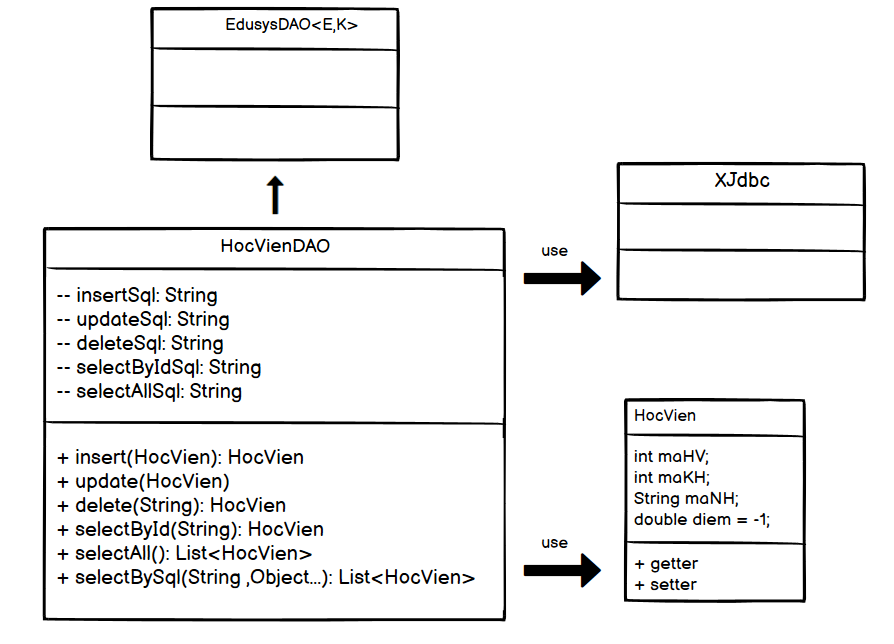 EdusysDAO<E,K>
XJdbc
HocVienDAO
use
-- insertSql: String
-- updateSql: String
-- deleteSql: String
-- selectByIdSql: String
-- selectAllSql: String
HocVien
int maHV;
int maKH;
String maNH;
double diem = -1;
+ insert(HocVien): HocVien
+ update(HocVien)
+ delete(String): HocVien
+ selectById(String): HocVien
+ selectAll(): List<HocVien>
+ selectBySql(String ,Object...): List<HocVien>
use
+ getter
+ setter